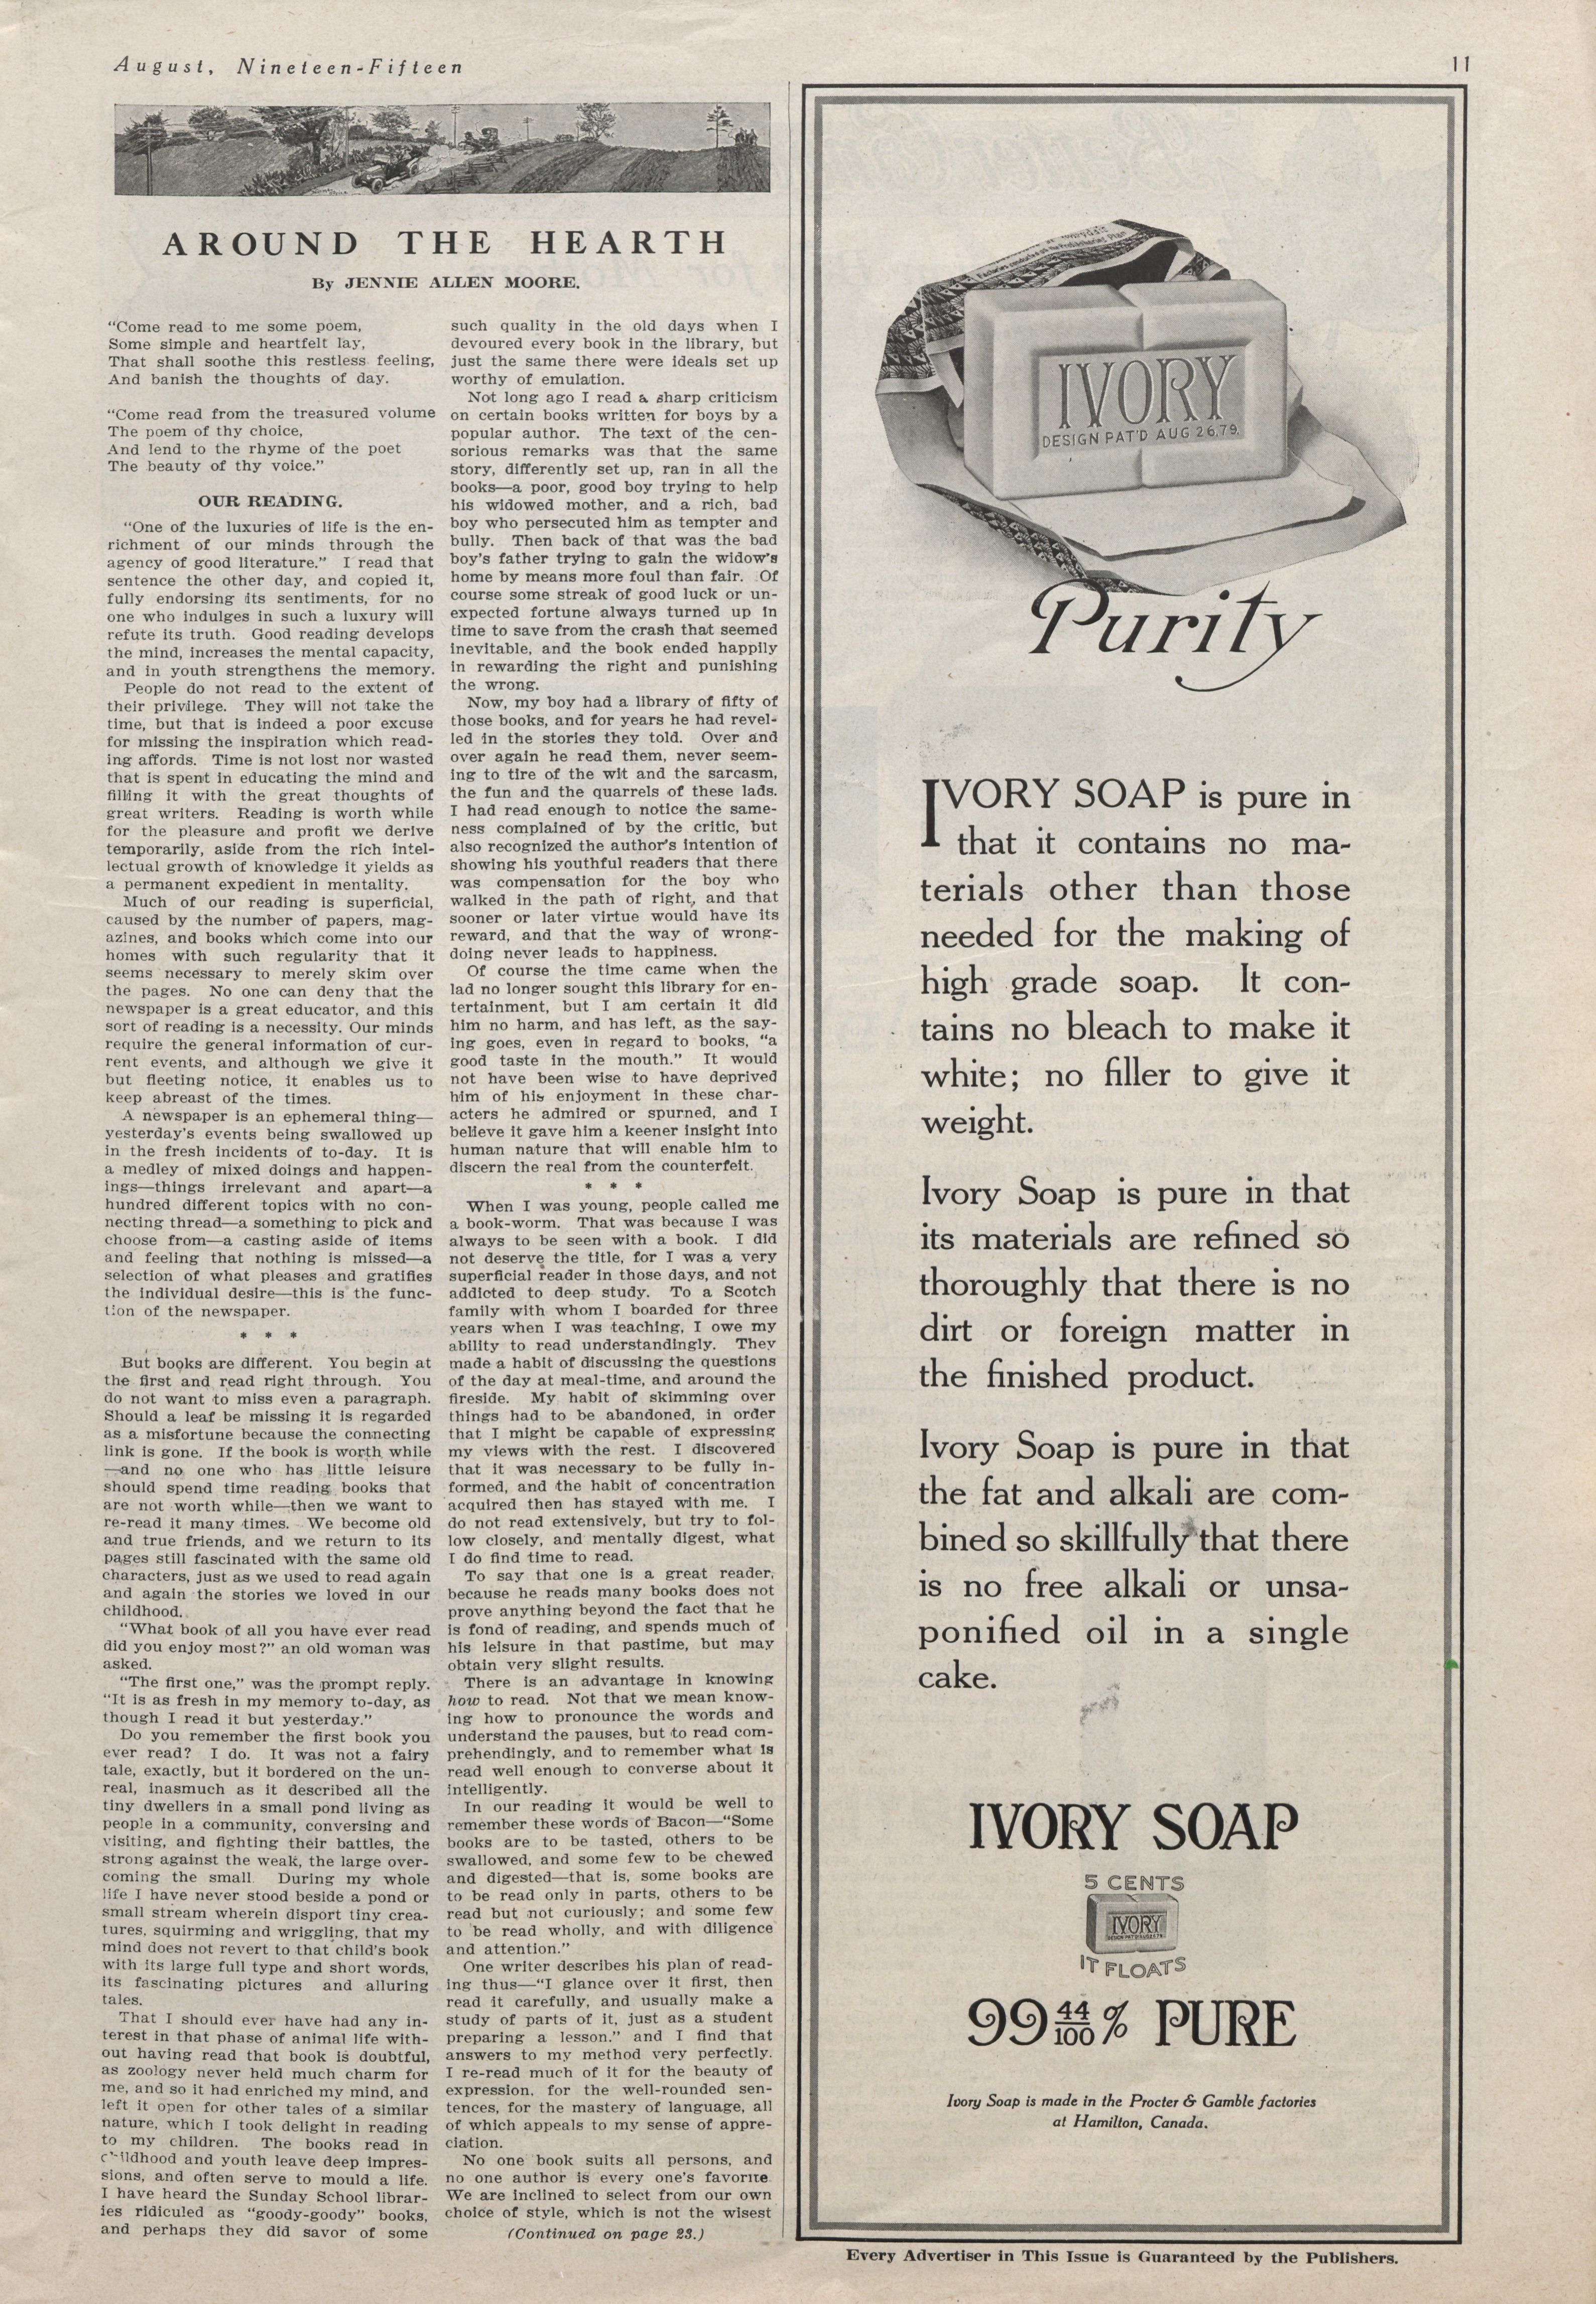 August, Nineteen-Fifteen
11
AROUND THE HEARTH
By JENNIE ALLEN MOORE.
"Come read to me some poem,
Some simple and heartfelt lay,
That shall soothe this restless feeling,
And banish the thoughts of day.
"Come read from the treasured volume
The poem of thy choice,
And lend to the rhyme of the poet
The beauty of thy voice."
OUR READING.
"One of the luxuries of life is the en-
richment of our minds through the
agency of good literature." I read that
sentence the other day, and copied it,
fully endorsing its sentiments, for no
one who indulges in such a luxury will
refute its truth. Good reading develops
the mind, increases the mental capacity,
and in youth strengthens the memory.
People do not read to the extent of
their privilege. They will not take the
time, but that is indeed a poor excuse
for missing the inspiration which read-
ing affords. Time is not lost nor wasted
that is spent in educating the mind and
filling it with the great thoughts of
great writers. Reading is worth while
for the pleasure and profit we derive
temporarily, aside from the rich intel-
lectual growth of knowledge it yields as
a permanent expedient in mentality.
Much of our reading is superficial,
caused by the number of papers, mag-
azines, and books which come into our
homes with such regularity that it
seems necessary to merely skim over
the pages. No one can deny that the
newspaper is a great educator, and this
sort of reading is a necessity. Our minds
require the general information of cur-
rent events, and although we give it
but fleeting notice, it enables us to
keep abreast of the times.
A newspaper is an ephemeral thing—
yesterday's events being swallowed up
in the fresh incidents of to-day. It is
a medley of mixed doings and happen-
ings—things irrelevant and apart—a
hundred different topics with no con-
necting thread—a something to pick and
choose from—a casting aside of items
and feeling that nothing is missed—a
selection of what pleases and gratifies
the individual desire—this is the func-
tion of the newspaper.
* * *
But books are different. You begin at
the first and read right through. You
do not want to miss even a paragraph.
Should a leaf be missing it is regarded
as a misfortune because the connecting
link is gone. If the book is worth while
—and no one who has little leisure
should spend time reading books that
are not worth while—then we want to
re-read it many times. We become old
and true friends, and we return to its
pages still fascinated with the same old
characters, just as we used to read again
and again the stories we loved in our
childhood.
"What book of all you have ever read
did you enjoy most?" an old woman was
asked.
"The first one," was the prompt reply.
"It is as fresh in my memory to-day, as
though I read it but yesterday."
Do you remember the first book you
ever read? I do. It was not a fairy
tale, exactly, but it bordered on the un-
real, inasmuch as it described all the
tiny dwellers in a small pond living as
people in a community, conversing and
visiting, and fighting their battles, the
strong against the weak, the large over-
coming the small. During my whole
life I have never stood beside a pond or
small stream wherein disport tiny crea-
tures, squirming and wriggling, that my
mind does not revert to that child's book
with its large full type and short words,
its fascinating pictures and alluring
tales.
That I should ever have had any in-
terest in that phase of animal life with-
out having read that book is doubtful,
as zoology never held much charm for
me, and so it had enriched my mind, and
left it open for other tales of a similar
nature, which I took delight in reading
to my children. The books read in
childhood and youth leave deep impres-
sions, and often serve to mould a life.
I have heard the Sunday School librar-
ies ridiculed as "goody-goody" books,
and perhaps they did savor of some
such quality in the old days when I
devoured every book in the library, but
just the same there were ideals set up
worthy of emulation.
Not long ago I read a sharp criticism
on certain books written for boys by a
popular author. The text of the cen-
sorious remarks was that the same
story, differently set up, ran in all the
books—a poor, good boy trying to help
his widowed mother, and a rich, bad
boy who persecuted him as tempter and
bully. Then back of that was the bad
boy's father trying to gain the widow's
home by means more foul than fair. Of
course some streak of good luck or un-
expected fortune always turned up in
time to save from the crash that seemed
inevitable, and the book ended happily
in rewarding the right and punishing
the wrong.
Now, my boy had a library of fifty of
those books, and for years he had revel-
led in the stories they told. Over and
over again he read them, never seem-
ing to tire of the wit and the sarcasm,
the fun and the quarrels of these lads.
I had read enough to notice the same-
ness complained of by the critic, but
also recognized the author's intention of
showing his youthful readers that there
was compensation for the boy who
walked in the path of right, and that
sooner or later virtue would have its
reward, and that the way of wrong-
doing never leads to happiness.
Of course the time came when the
lad no longer sought this library for en-
tertainment, but I am certain it did
him no harm, and has left, as the say-
ing goes, even in regard to books, "a
good taste in the mouth." It would
not have been wise to have deprived
him of his enjoyment in these char-
acters he admired or spurned, and I
believe it gave him a keener insight into
human nature that will enable him to
discern the real from the counterfeit.
* * *
When I was young, people called me
a book-worm. That was because I was
always to be seen with a book. I did
not deserve the title, for I was a very
superficial reader in those days, and not
addicted to deep study. To a Scotch
family with whom I boarded for three
years when I was teaching, I owe my
ability to read understandingly. They
made a habit of discussing the questions
of the day at meal-time, and around the
fireside. My habit of skimming over
things had to be abandoned, in order
that I might be capable of expressing
my views with the rest. I discovered
that it was necessary to be fully in-
formed, and the habit of concentration
acquired then has stayed with me. I
do not read extensively, but try to fol-
low closely, and mentally digest, what
I do find time to read.
To say that one is a great reader,
because he reads many books does not
prove anything beyond the fact that he
is fond of reading, and spends much of
his leisure in that pastime, but may
obtain very slight results.
There is an advantage in knowing
how to read. Not that we mean know-
ing how to pronounce the words and
understand the pauses, but to read com-
prehendingly, and to remember what is
read well enough to converse about it
intelligently.
In our reading it would be well to
remember these words of Bacon—"Some
books are to be tasted, others to be
swallowed, and some few to be chewed
and digested—that is, some books are
to be read only in parts, others to be
read but not curiously; and some few
to be read wholly, and with diligence
and attention."
One writer describes his plan of read-
ing thus—"I glance over it first, then
read it carefully, and usually make a
study of parts of it, just as a student
preparing a lesson." and I find that
answers to my method very perfectly.
I re-read much of it for the beauty of
expression, for the well-rounded sen-
tences, for the mastery of language, all
of which appeals to my sense of appre-
ciation.
No one book suits all persons, and
no one author is every one's favorite.
We are inclined to select from our own
choice of style, which is not the wisest
(Continued on page 23.)
IVORY
DESIGN PAT'D AUG 26,79.
Purity
IVORY SOAP is pure in
that it contains no ma-
terials other than those
needed for the making of
high grade soap. It con-
tains no bleach to make it
white; no filler to give it
weight.
Ivory Soap is pure in that
its materials are refined so
thoroughly that there is no
dirt or foreign matter in
the finished product.
Ivory Soap is pure in that
the fat and alkali are com-
bined so skillfully that there
is no free alkali or unsa-
ponified oil in a single
cake.
IVORY SOAP
5 CENTS
IVORY
IT FLOATS
99 44/100 % PURE
Ivory Soap is made in the Procter & Gamble factories
at Hamilton, Canada.
Every Advertiser in This Issue is Guaranteed by the Publishers.